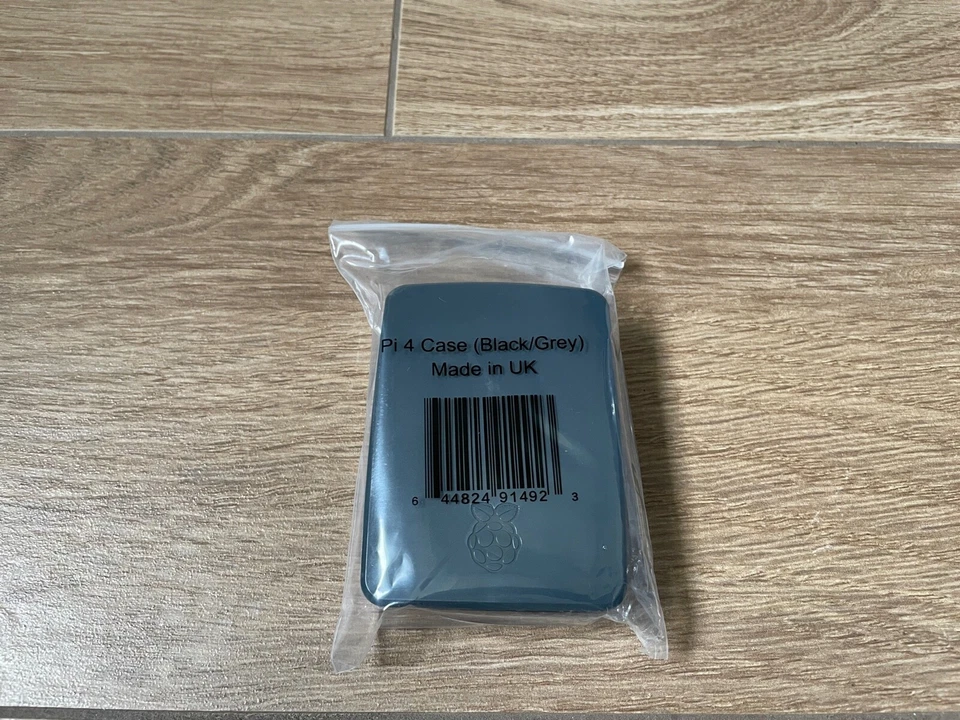 Pi 4 Case (Black/Grey)
Made in UK
6 44824 91492 3